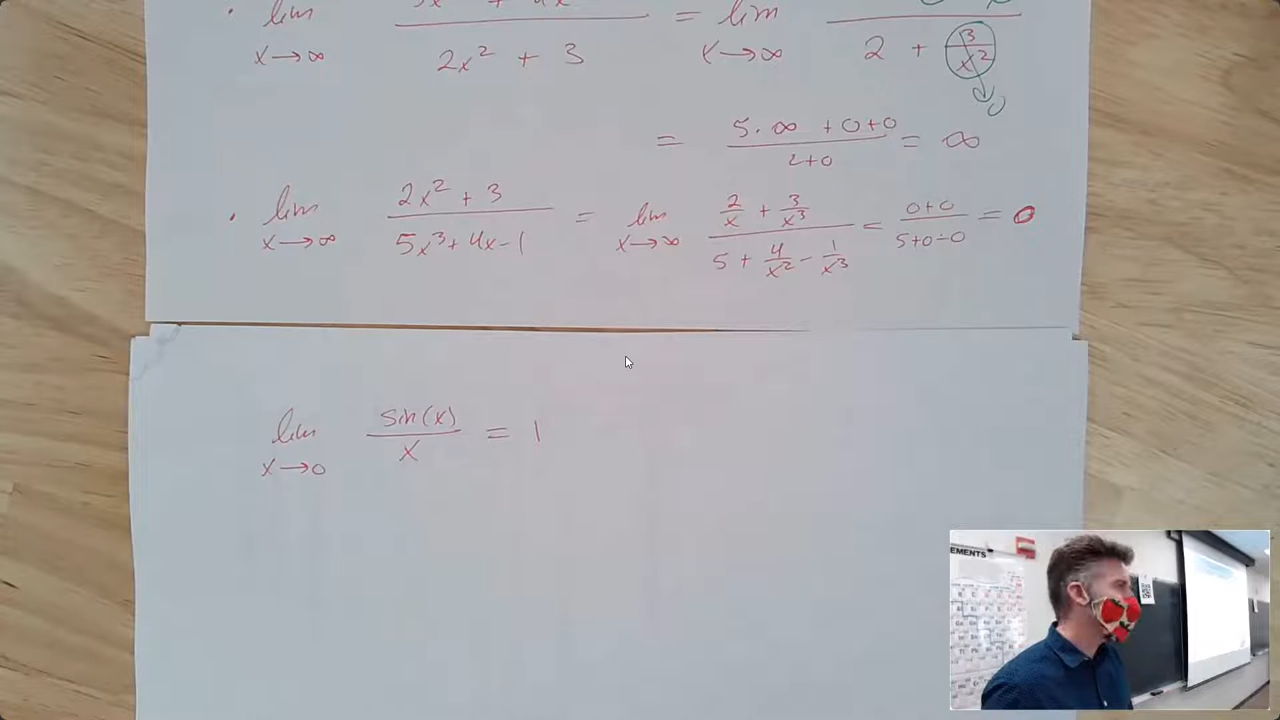 lim = lim
x→∞ 2x² + 3 x→∞ 2 + 3/x² → 0
= (5·∞ + 0 + 0)/(2+0) = ∞
· lim x→∞ (2x² + 3)/(5x³ + 4x - 1) = lim x→∞ (2/x + 3/x³)/(5 + 4/x² - 1/x³) = (0+0)/(5+0-0) = 0
lim x→0 sin(x)/x = 1
EMENTS